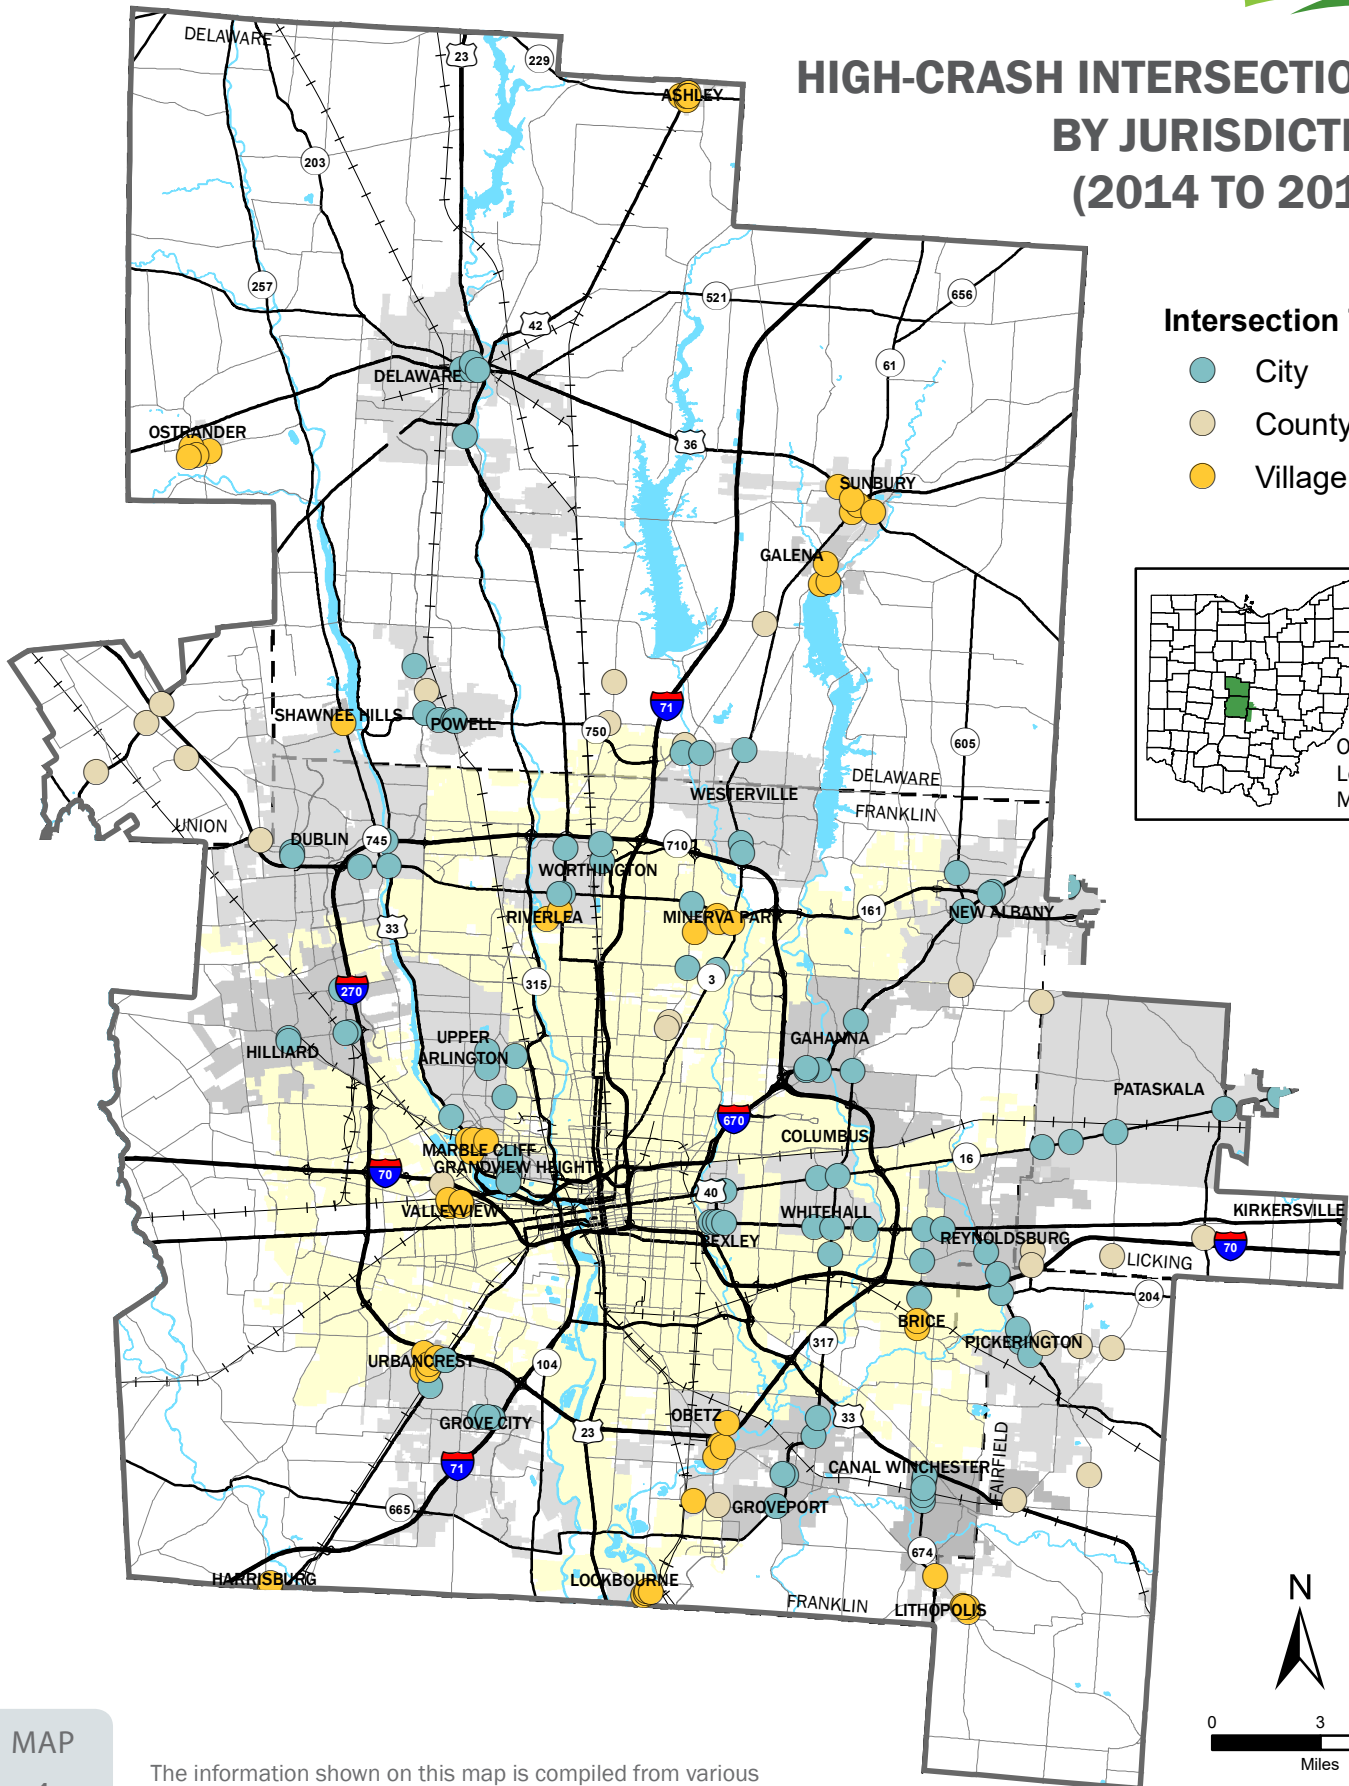 DELAWARE
23
229
ASHLEY
HIGH-CRASH INTERSECTIO
BY JURISDICTI
(2014 TO 201
203
257
521
656
42
Intersection
61
City
DELAWARE
County
OSTRANDER
36
Village
SUNBURY
GALENA
SHAWNEE HILLS
71
POWELL
750
605
DELAWARE
WESTERVILLE
FRANKLIN
UNION
DUBLIN
745
710
WORTHINGTON
RIVERLEA
MINERVA PARK
161
NEW ALBANY
33
270
315
3
HILLIARD
UPPER
ARLINGTON
GAHANNA
PATASKALA
670
COLUMBUS
MARBLE CLIFF
GRANDVIEW HEIGHTS
16
70
40
VALLEYVIEW
WHITEHALL
KIRKERSVILLE
BEXLEY
REYNOLDSBURG
70
LICKING
204
BRICE
317
PICKERINGTON
URBANCREST
104
OBETZ
33
GROVE CITY
23
FAIRFIELD
71
CANAL WINCHESTER
665
GROVEPORT
674
HARRISBURG
LOCKBOURNE
FRANKLIN
LITHOPOLIS
N
0 3
Miles
MAP
The information shown on this map is compiled from various